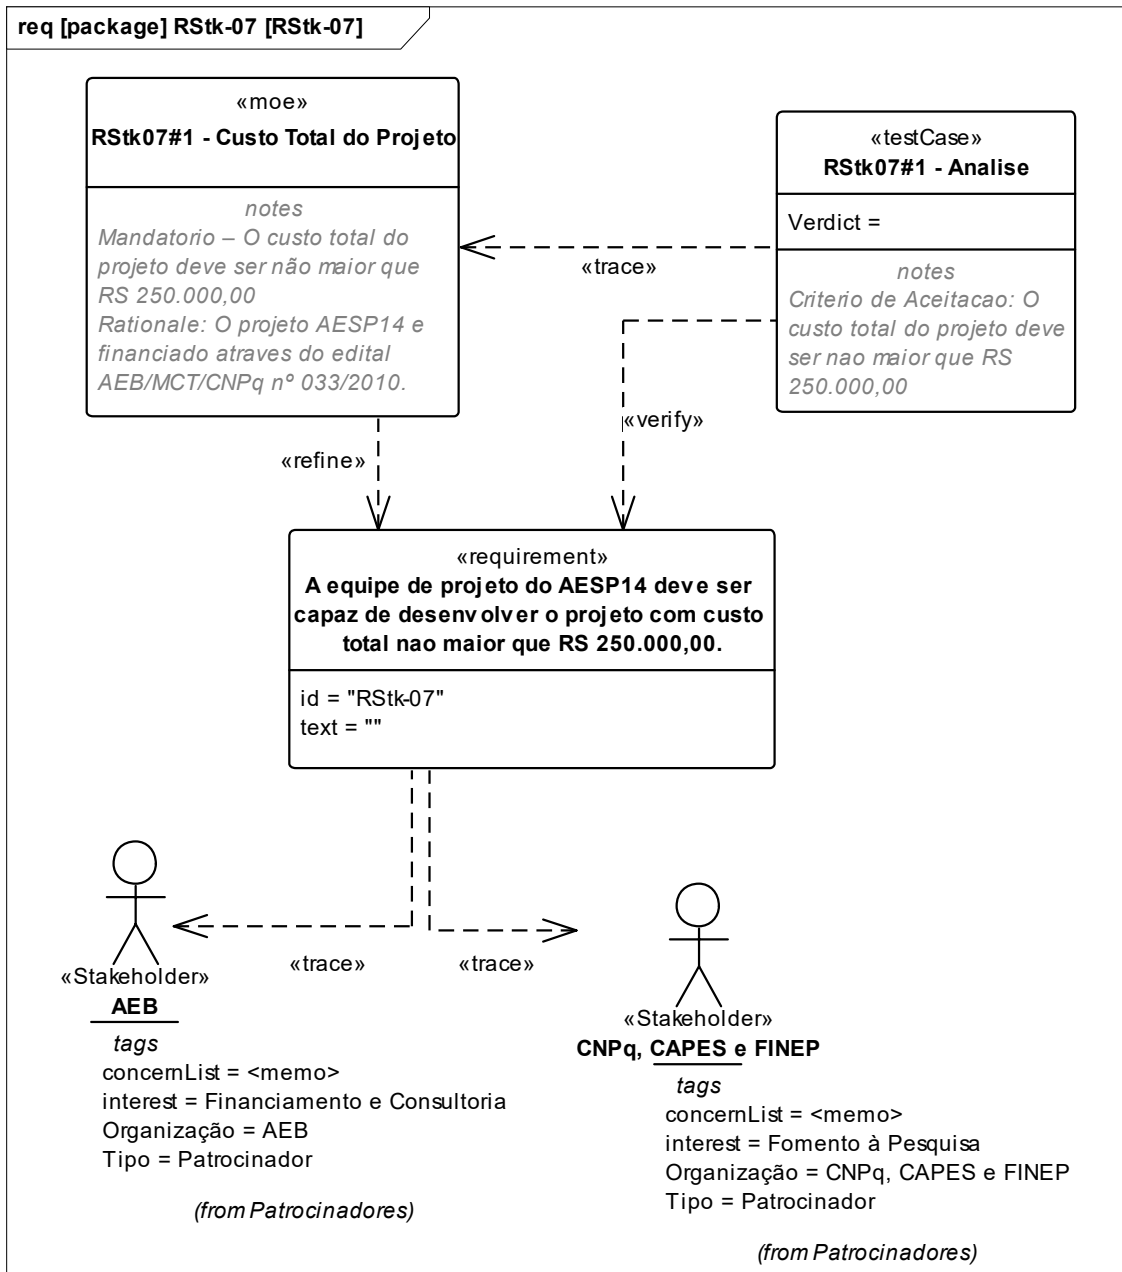 req [package] RStk-07 [RStk-07]
«moe»
RStk07#1 - Custo Total do Projeto
notes
Mandatorio – O custo total do
projeto deve ser não maior que
RS 250.000,00
Rationale: O projeto AESP14 e
financiado atraves do edital
AEB/MCT/CNPq nº 033/2010.
«testCase»
RStk07#1 - Analise
Verdict =
notes
Criterio de Aceitacao: O
custo total do projeto deve
ser nao maior que RS
250.000,00
«trace»
«verify»
«refine»
«requirement»
A equipe de projeto do AESP14 deve ser
capaz de desenvolver o projeto com custo
total nao maior que RS 250.000,00.
id = "RStk-07"
text = ""
«trace»
«trace»
«Stakeholder»
AEB
tags
concernList = <memo>
interest = Financiamento e Consultoria
Organização = AEB
Tipo = Patrocinador
(from Patrocinadores)
«Stakeholder»
CNPq, CAPES e FINEP
tags
concernList = <memo>
interest = Fomento à Pesquisa
Organização = CNPq, CAPES e FINEP
Tipo = Patrocinador
(from Patrocinadores)